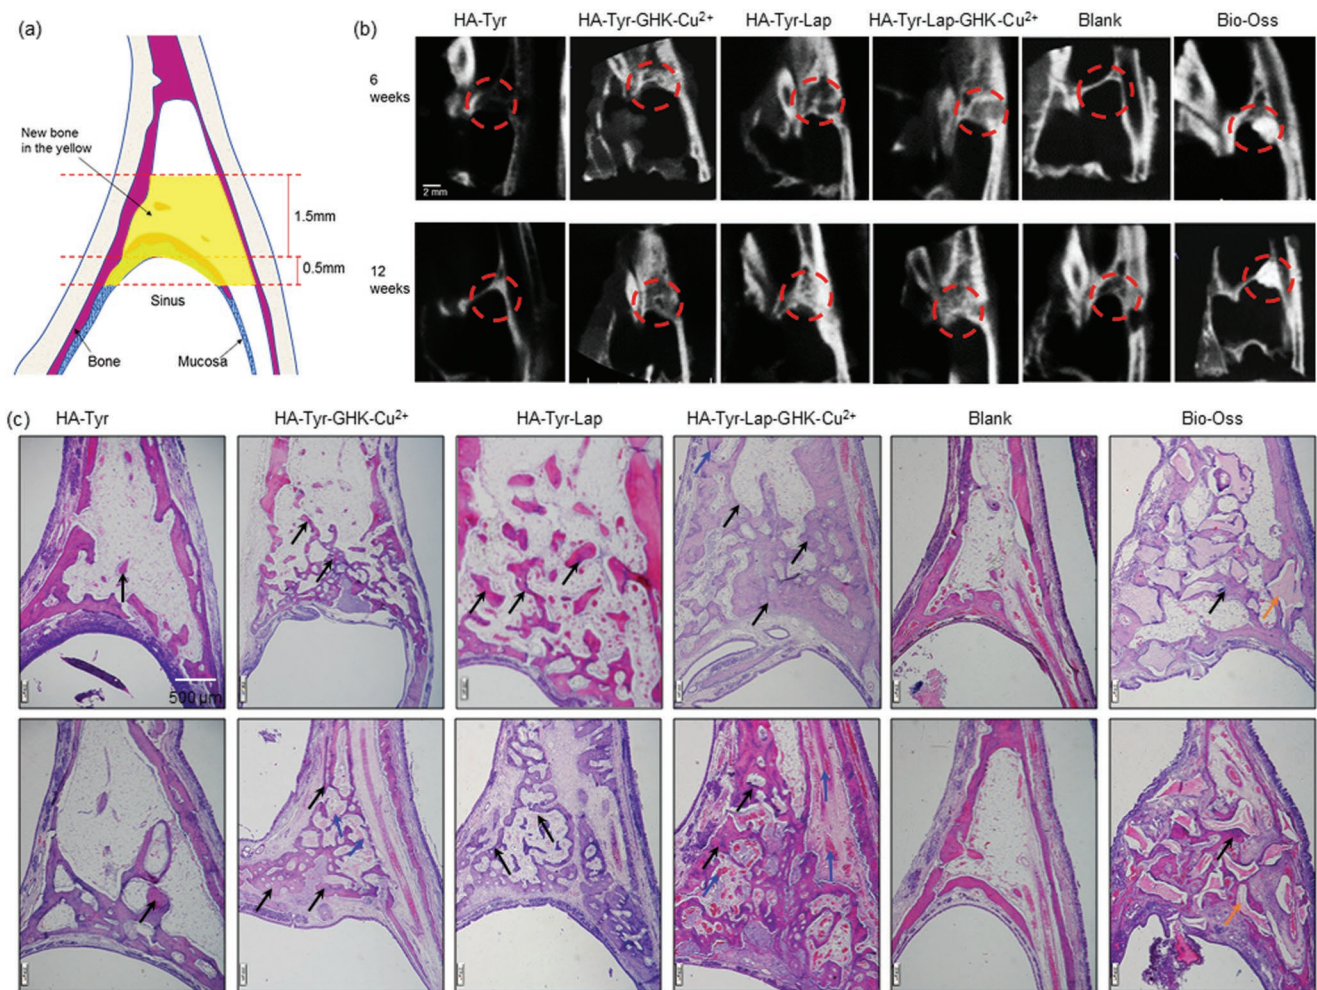 (a)
New bone
in the yellow
1.5mm
0.5mm
Sinus
Bone
Mucosa
(b)
HA-Tyr
HA-Tyr-GHK-Cu²⁺
HA-Tyr-Lap
HA-Tyr-Lap-GHK-Cu²⁺
Blank
Bio-Oss
6
weeks
2 mm
12
weeks
(c)
HA-Tyr
HA-Tyr-GHK-Cu²⁺
HA-Tyr-Lap
HA-Tyr-Lap-GHK-Cu²⁺
Blank
Bio-Oss
500 µm